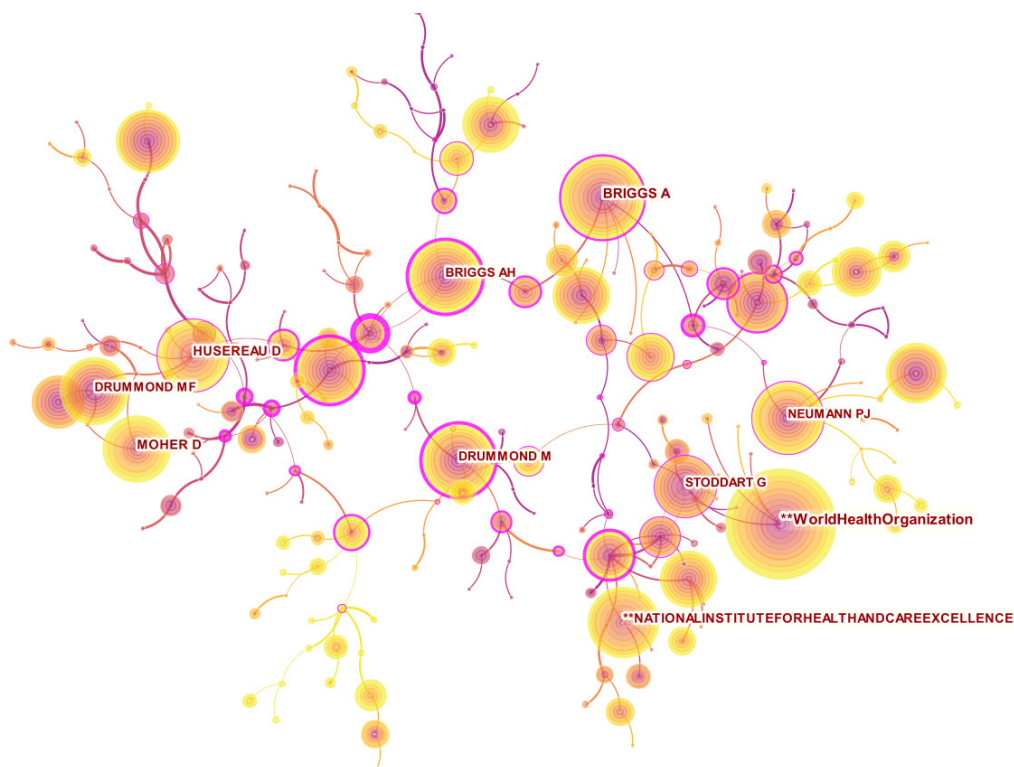 BRIGGS A
BRIGGS AH
HUSEREAU D
DRUMMOND MF
NEUMANN PJ
MOHER D
DRUMMOND M
STODDART G
**WorldHealthOrganization
**NATIONALINSTITUTEFORHEALTHANDCAREEXCELLENCE